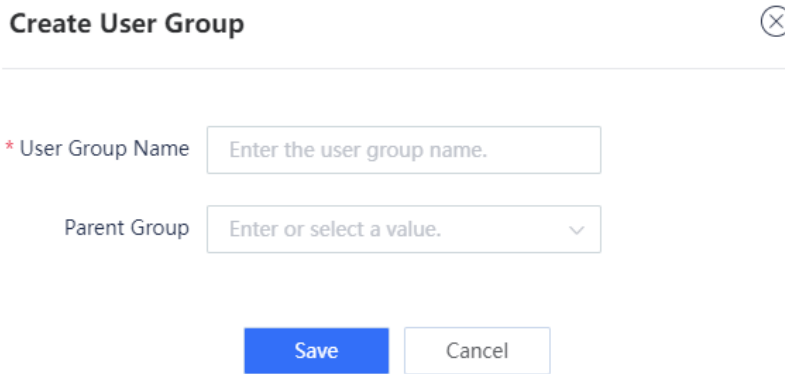 Create User Group
* User Group Name Enter the user group name.
Parent Group Enter or select a value.
Save Cancel